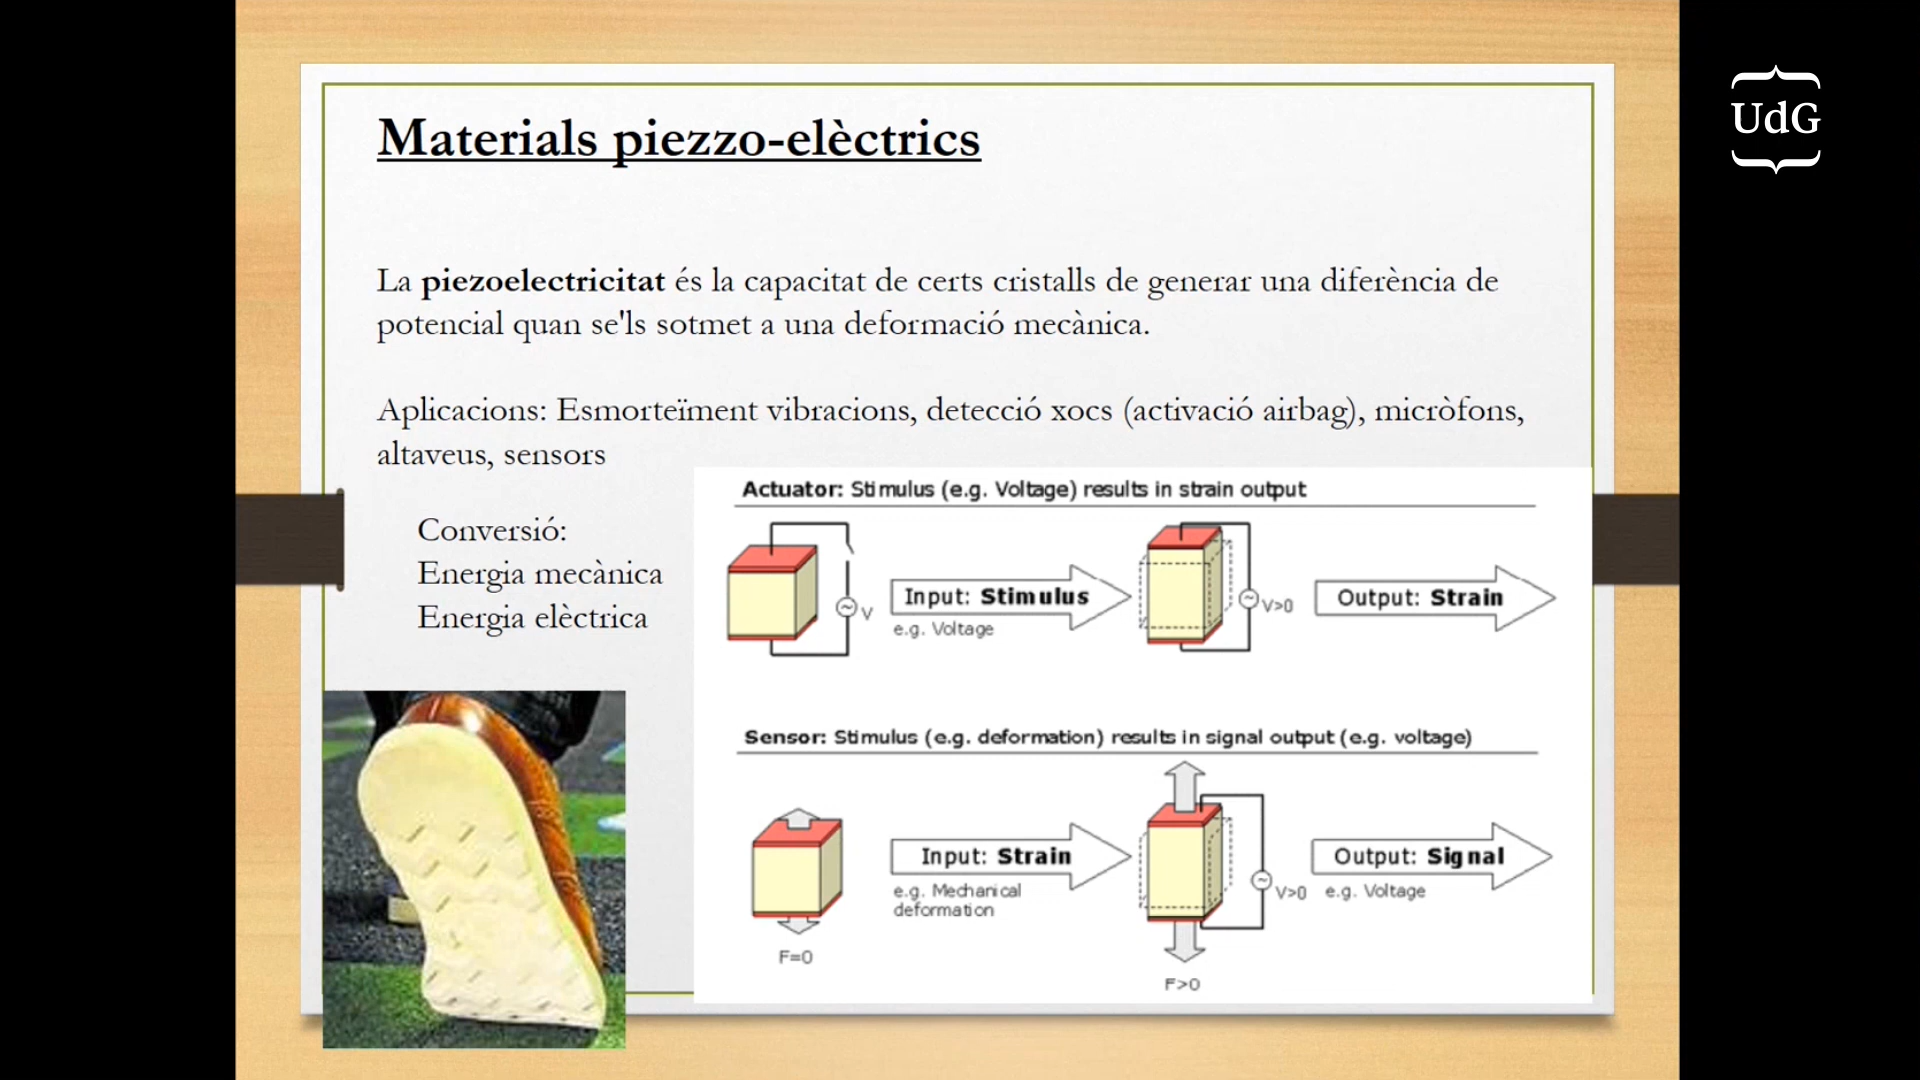 Materials piezzo-elèctrics
UdG
La piezoelectricitat és la capacitat de certs cristalls de generar una diferència de
potencial quan se'ls sotmet a una deformació mecànica.
Aplicacions: Esmorteïment vibracions, detecció xocs (activació airbag), micròfons,
altaveus, sensors
Conversió:
Energia mecànica
Energia elèctrica
Actuator: Stimulus (e.g. Voltage) results in strain output
V
Input: Stimulus
e.g. Voltage
V>0
Output: Strain
Sensor: Stimulus (e.g. deformation) results in signal output (e.g. voltage)
F=0
Input: Strain
e.g. Mechanical
deformation
V>0
F>0
Output: Signal
e.g. Voltage